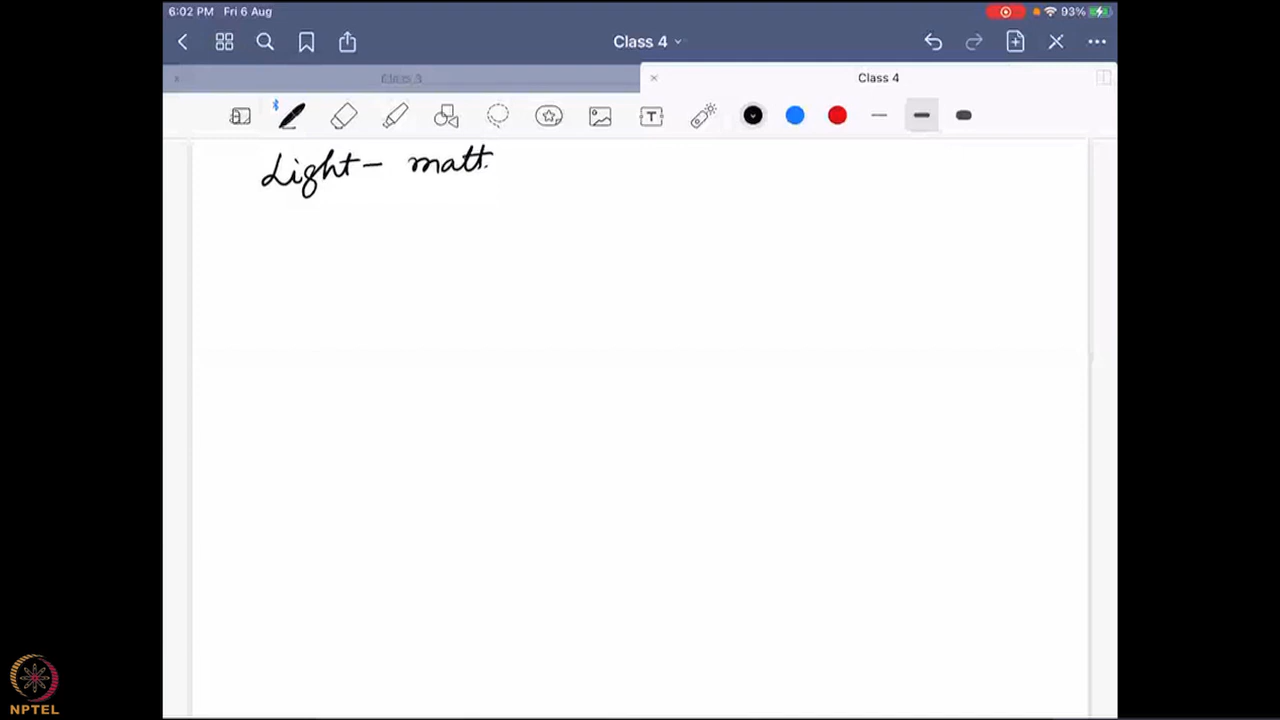 6:02 PM Fri 6 Aug 93%
Class 4
Class 3 Class 4
T
Light - matt
NPTEL